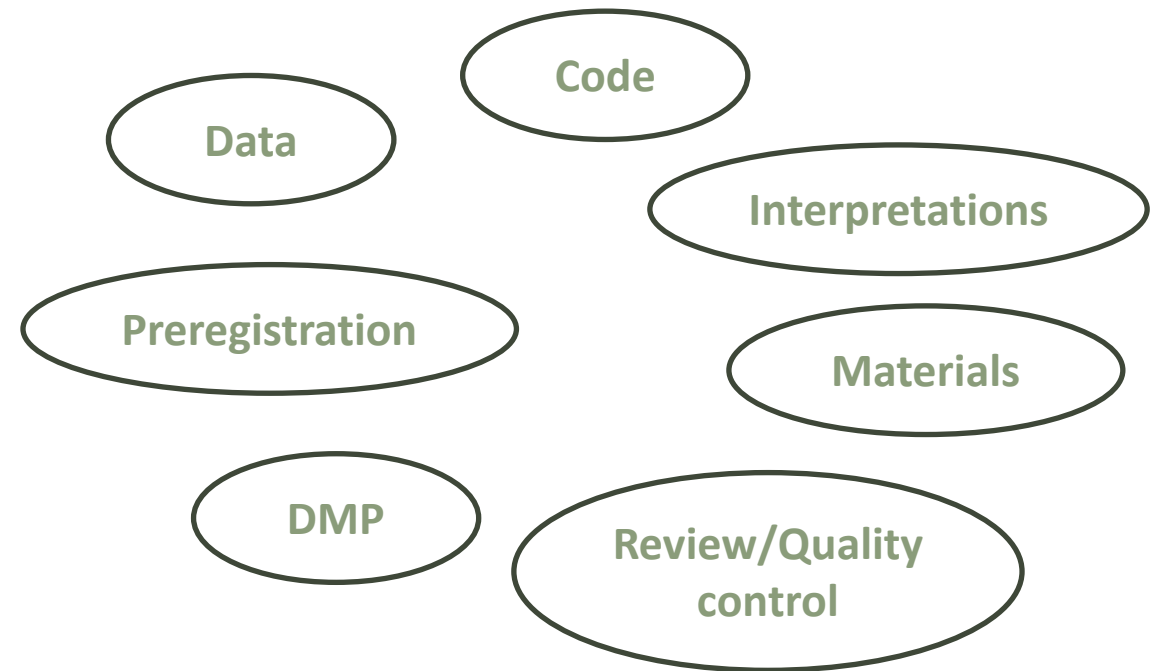 Code
Data
Interpretations
Preregistration
Materials
DMP
Review/Quality
control